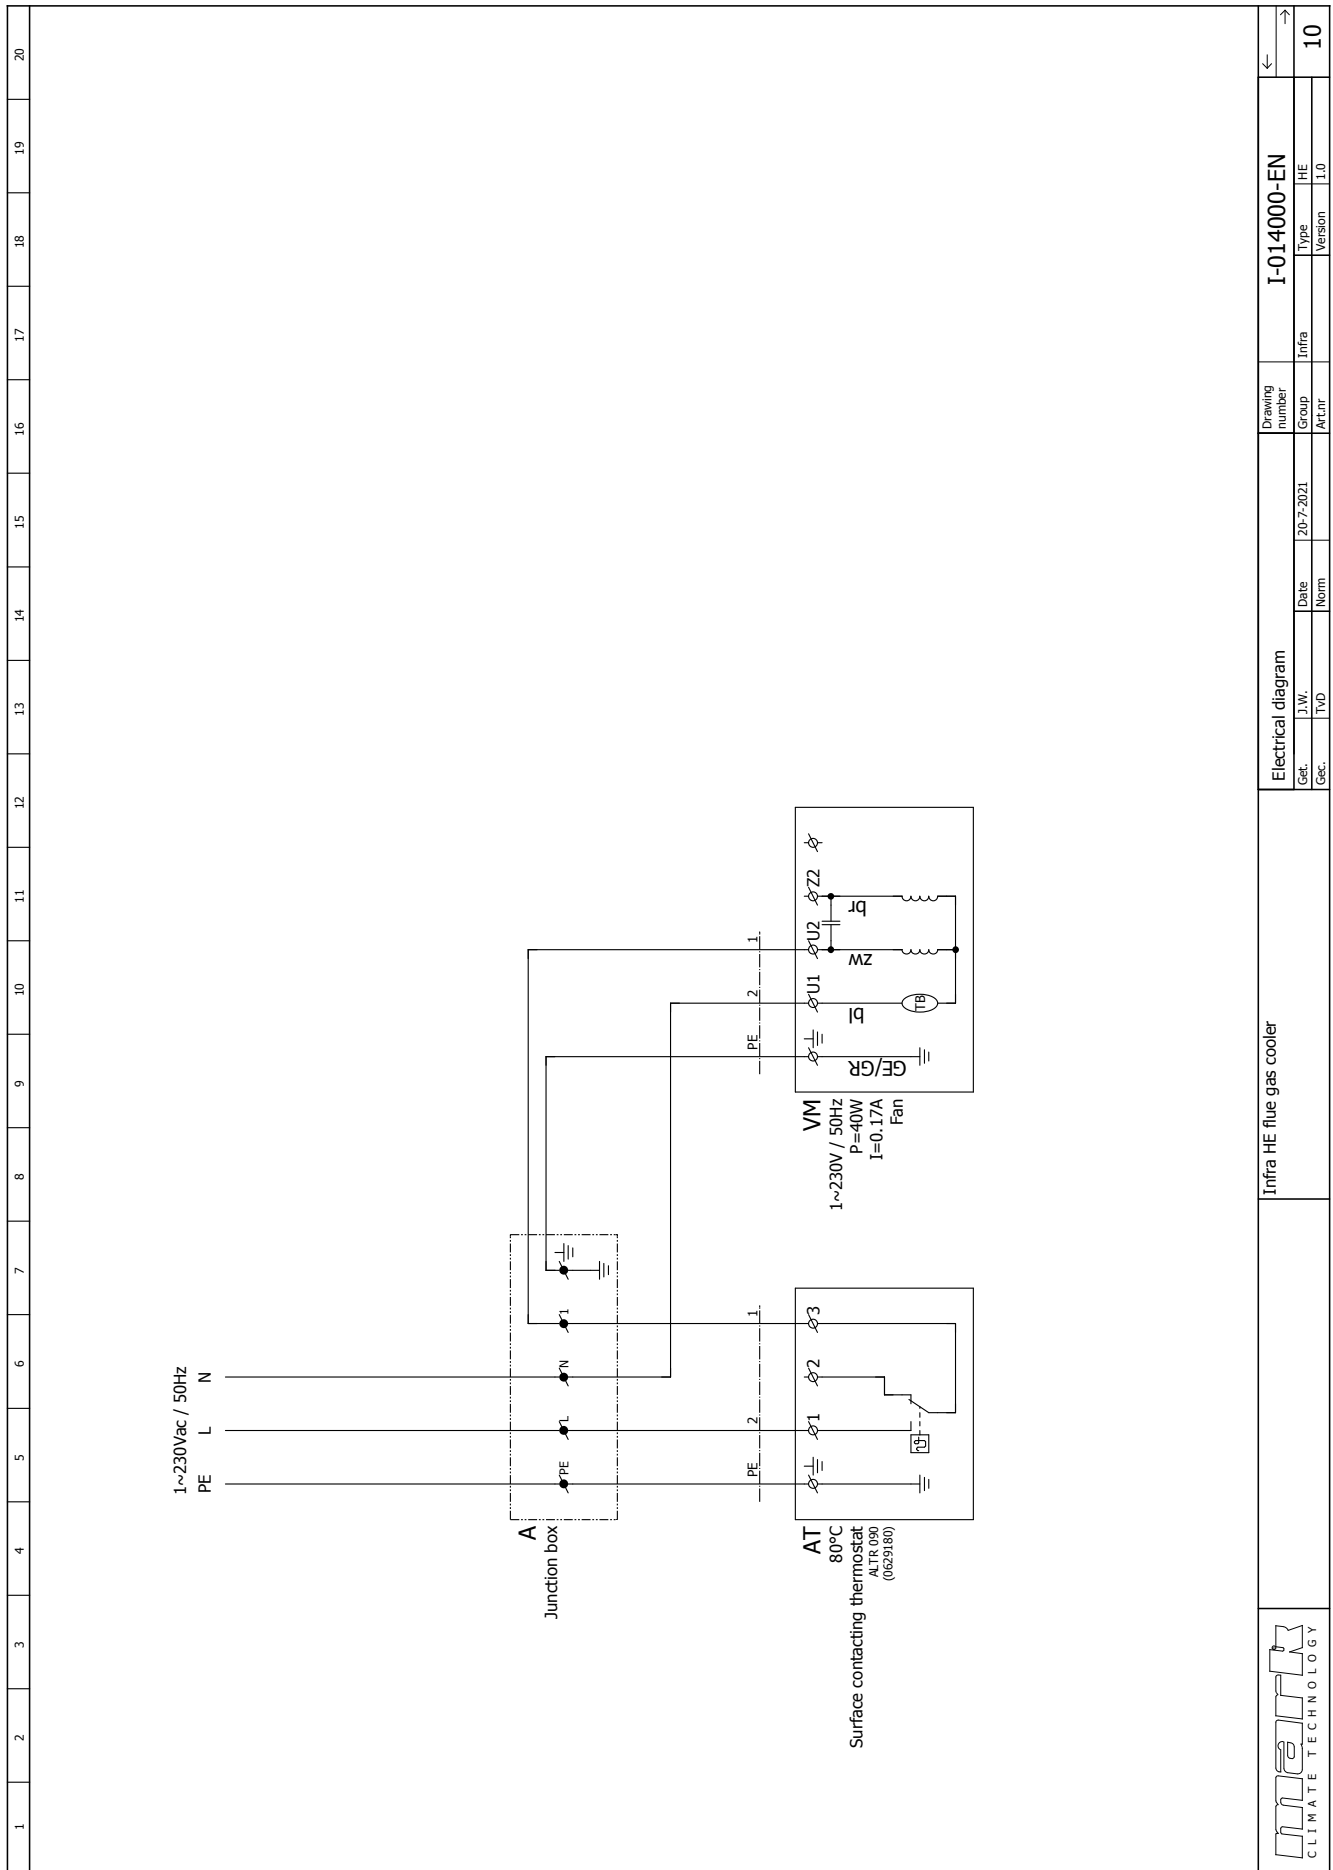 1 2 3 4 5 6 7 8 9 10 11 12 13 14 15 16 17 18 19 20
1~230Vac / 50Hz
PE L N
A
Junction box
PE L N 1
PE 2 1
PE 2 1
AT
80°C
Surface contacting thermostat
ALTR 090
(0629180)
1 2 3
ϑ
VM
1~230V / 50Hz
P=40W
I=0.17A
Fan
U1 U2 Z2
GE/GR bl zw br
TB
mark
CLIMATE TECHNOLOGY
Infra HE flue gas cooler
Electrical diagram
Drawing
number
I-014000-EN
← →
Get. J.W. Date 20-7-2021 Group Infra Type HE
10
Gec. TvD Norm Art.nr Version 1.0